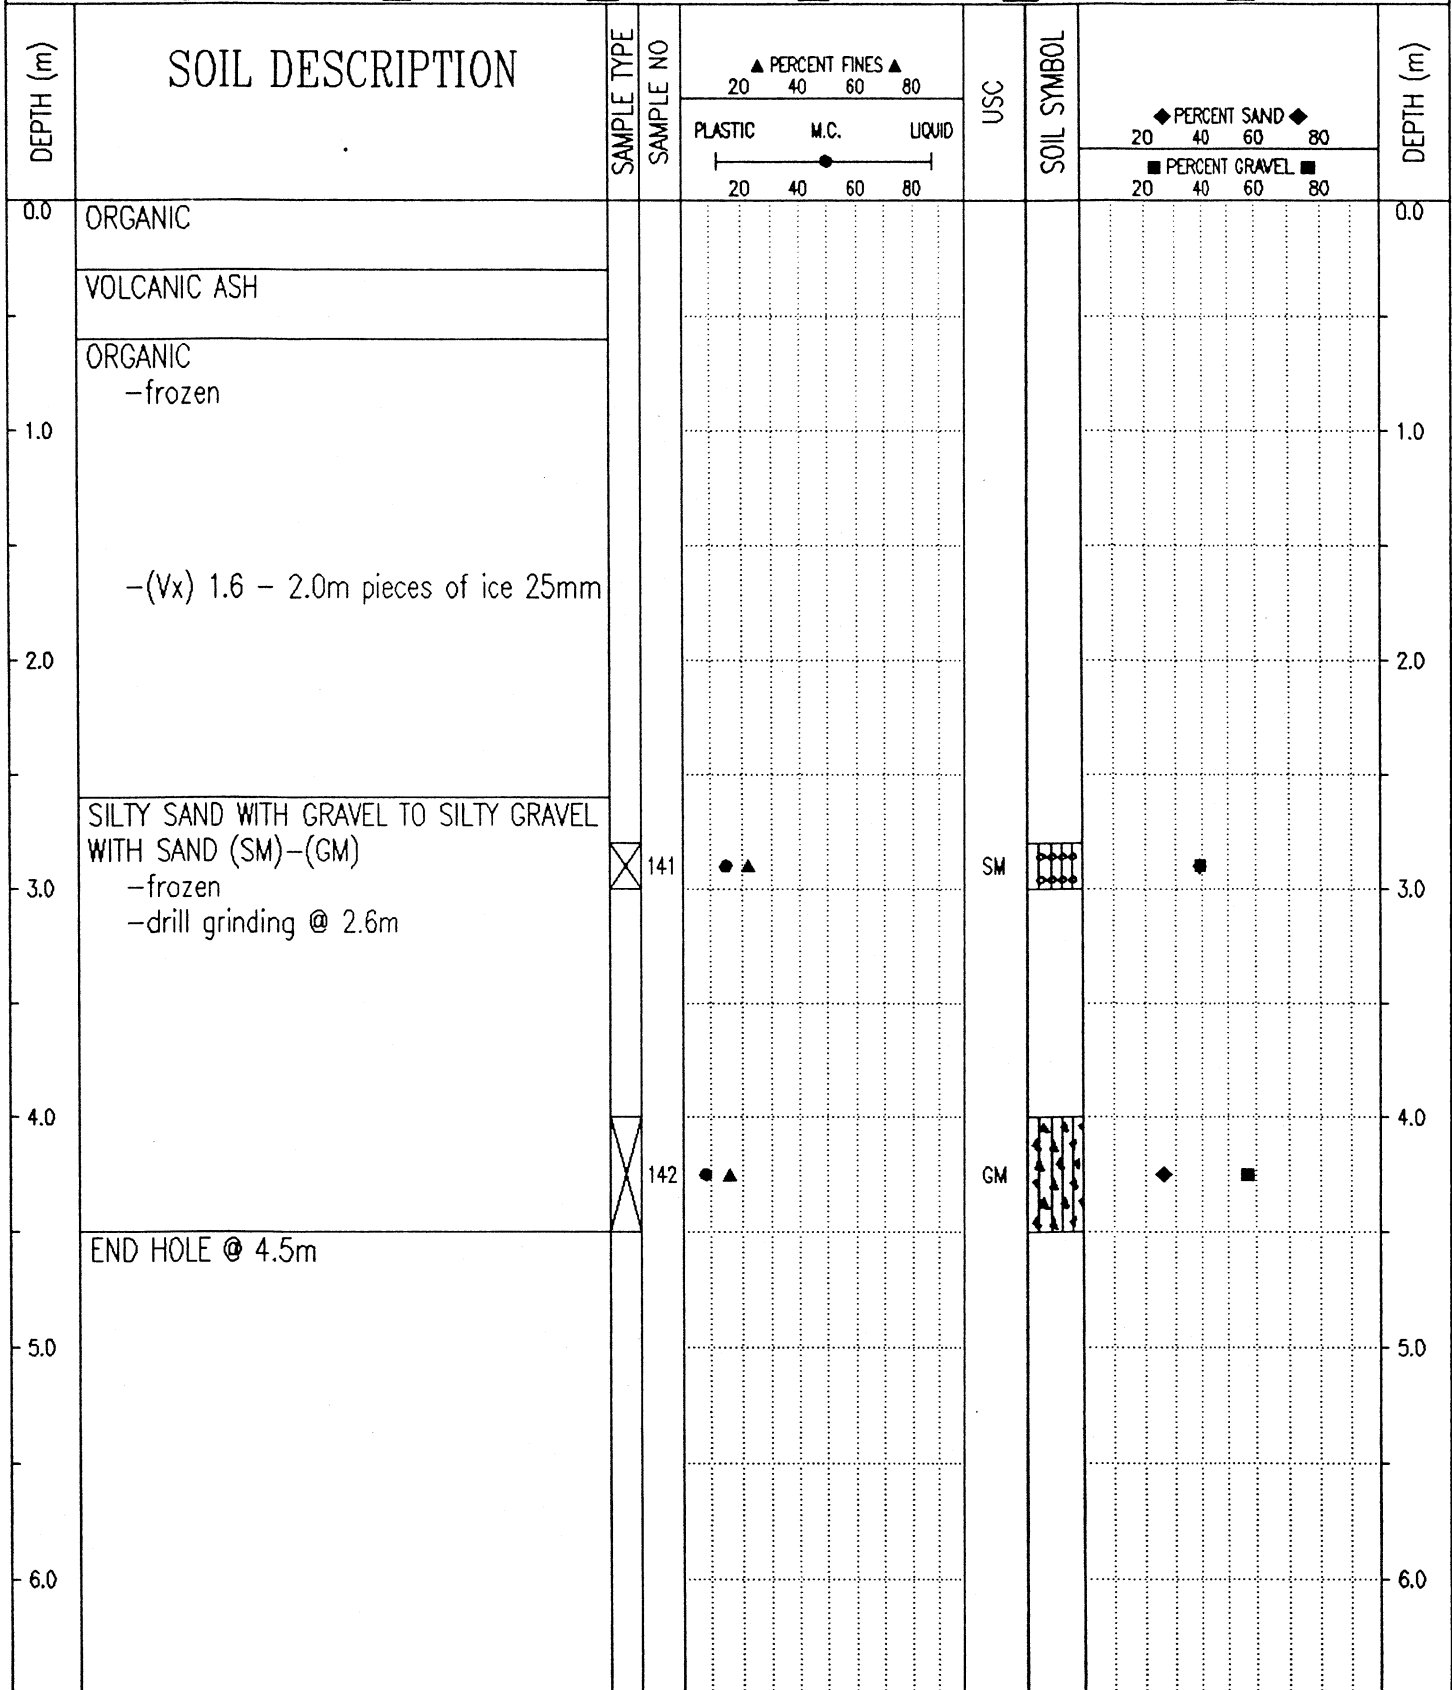 DEPTH (m)
SOIL DESCRIPTION
SAMPLE TYPE
SAMPLE NO
▲ PERCENT FINES ▲
20 40 60 80
PLASTIC M.C. LIQUID
20 40 60 80
USC
SOIL SYMBOL
◆ PERCENT SAND ◆
20 40 60 80
■ PERCENT GRAVEL ■
20 40 60 80
DEPTH (m)
0.0 ORGANIC 0.0
VOLCANIC ASH
ORGANIC
-frozen
1.0 1.0
-(Vx) 1.6 - 2.0m pieces of ice 25mm
2.0 2.0
SILTY SAND WITH GRAVEL TO SILTY GRAVEL
WITH SAND (SM)-(GM)
141 SM
-frozen
3.0 3.0
-drill grinding @ 2.6m
4.0 4.0
142 GM
END HOLE @ 4.5m
5.0 5.0
6.0 6.0